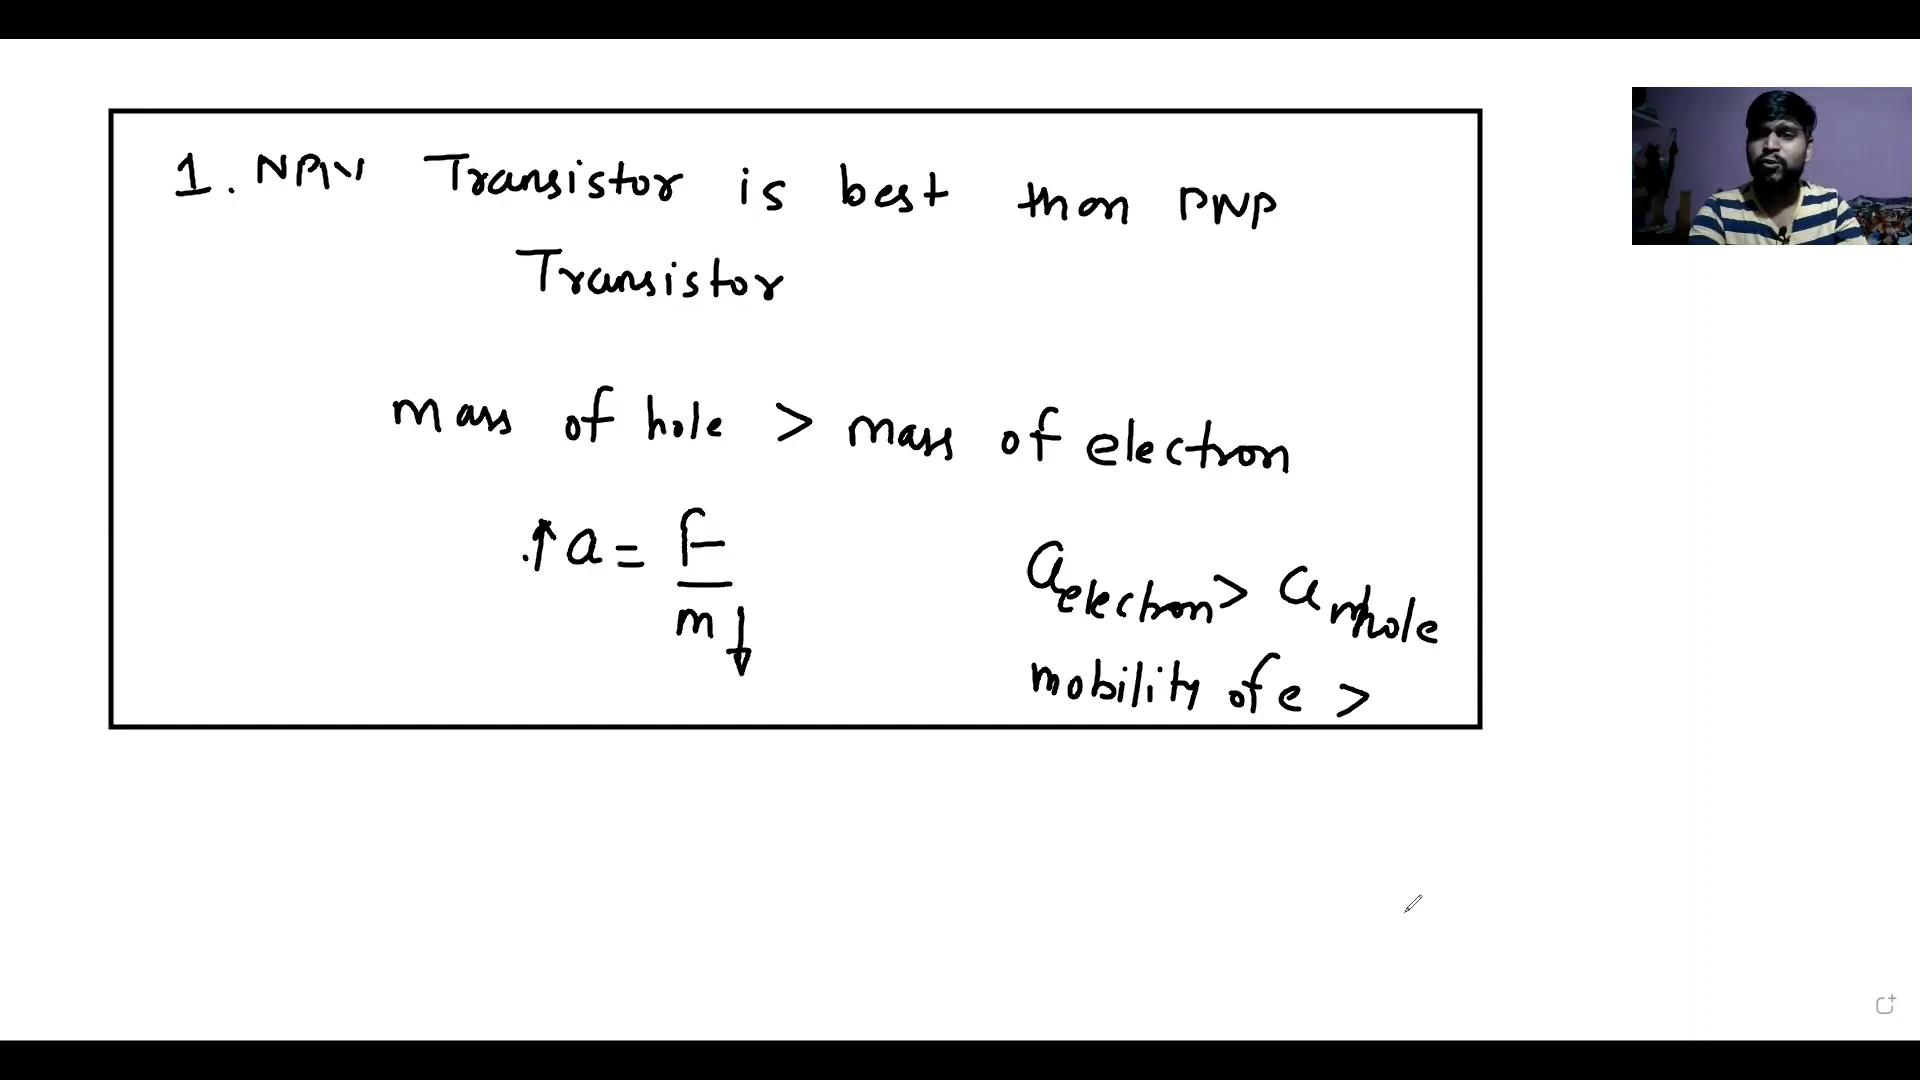 1. NPN Transistor is best than PNP
Transistor
mass of hole > mass of electron
↑ a = F
m ↓
a electron > a hole
mobility of e >